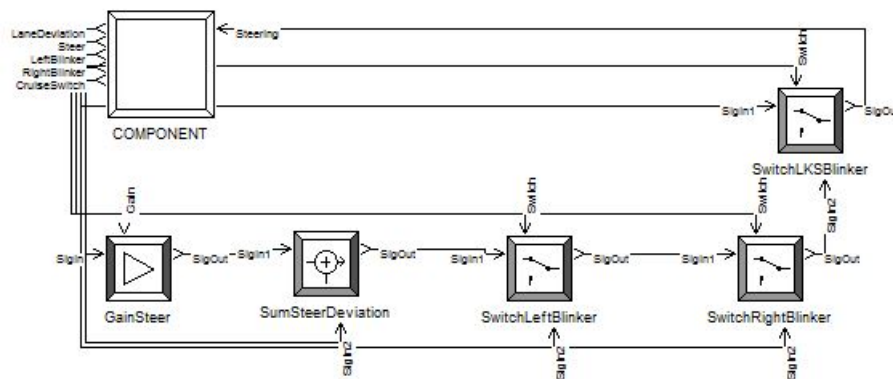 LaneDeviation
Steer
LeftBlinker
RightBlinker
CruiseSwitch
Steering
COMPONENT
Switch
SigIn1
SigOut
SwitchLKSBlinker
SigIn2
Gain
SigIn
SigOut
GainSteer
SigIn1
SigOut
SumSteerDeviation
SigIn2
Switch
SigIn1
SigOut
SwitchLeftBlinker
SigIn2
Switch
SigIn1
SigOut
SwitchRightBlinker
SigIn2